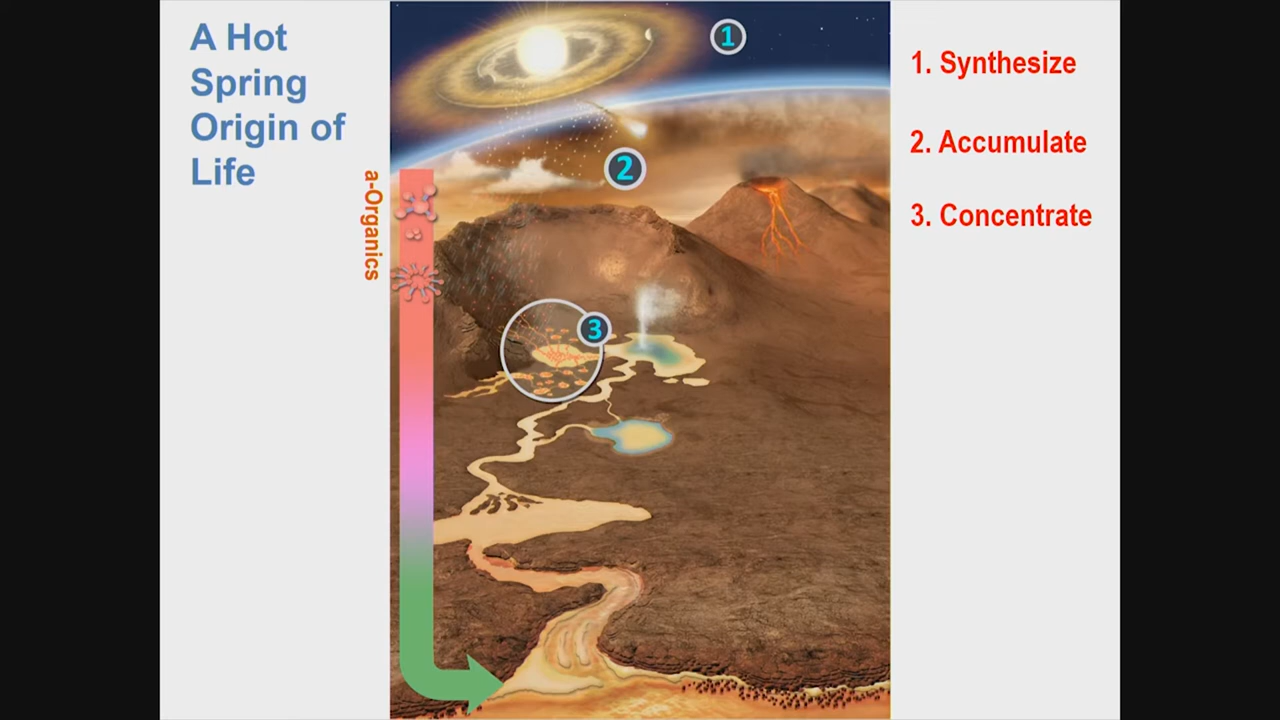 A Hot
Spring
Origin of
Life
a-Organics
1
2
3
1. Synthesize
2. Accumulate
3. Concentrate